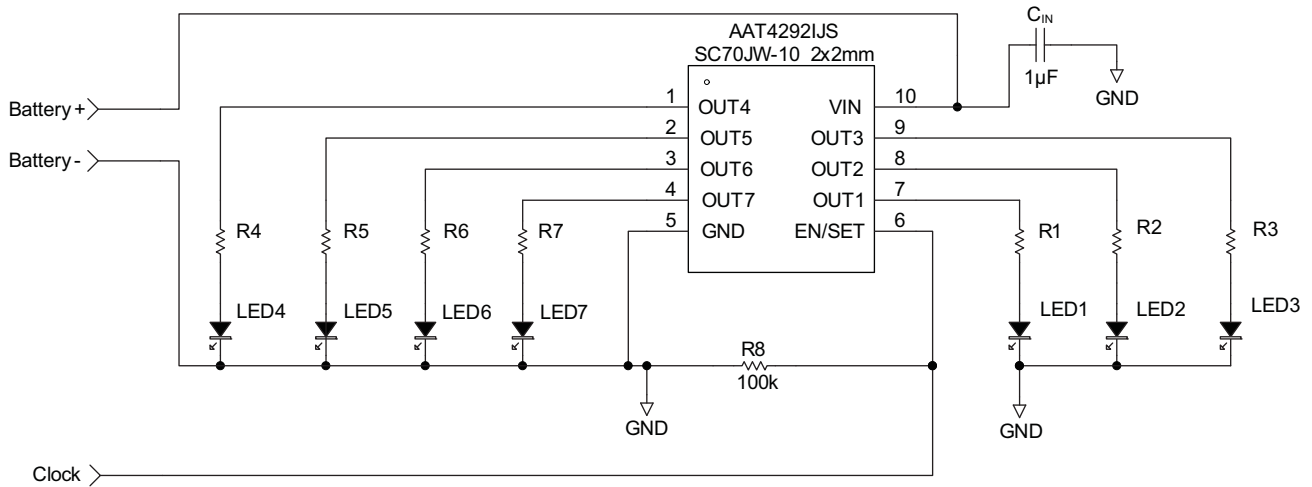 C_IN
1µF
GND
AAT4292IJS
SC70JW-10 2x2mm
Battery +
Battery -
1 OUT4 VIN 10
2 OUT5 OUT3 9
3 OUT6 OUT2 8
4 OUT7 OUT1 7
5 GND EN/SET 6
R4 R5 R6 R7 R1 R2 R3
LED4 LED5 LED6 LED7 LED1 LED2 LED3
R8
100k
GND
GND
Clock